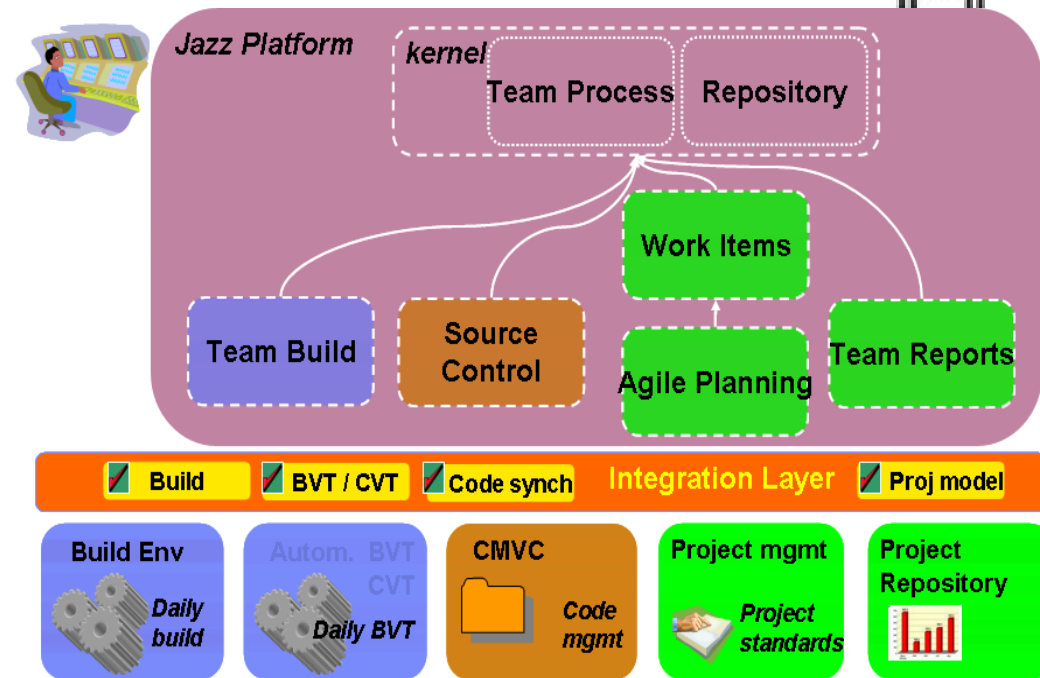 Jazz Platform
kernel
Team Process
Repository
Work Items
Team Build
Source
Control
Agile Planning
Team Reports
Build
BVT / CVT
Code synch
Integration Layer
Proj model
Build Env
Daily
build
Autom. BVT
CVT
Daily BVT
CMVC
Code
mgmt
Project mgmt
Project
standards
Project
Repository